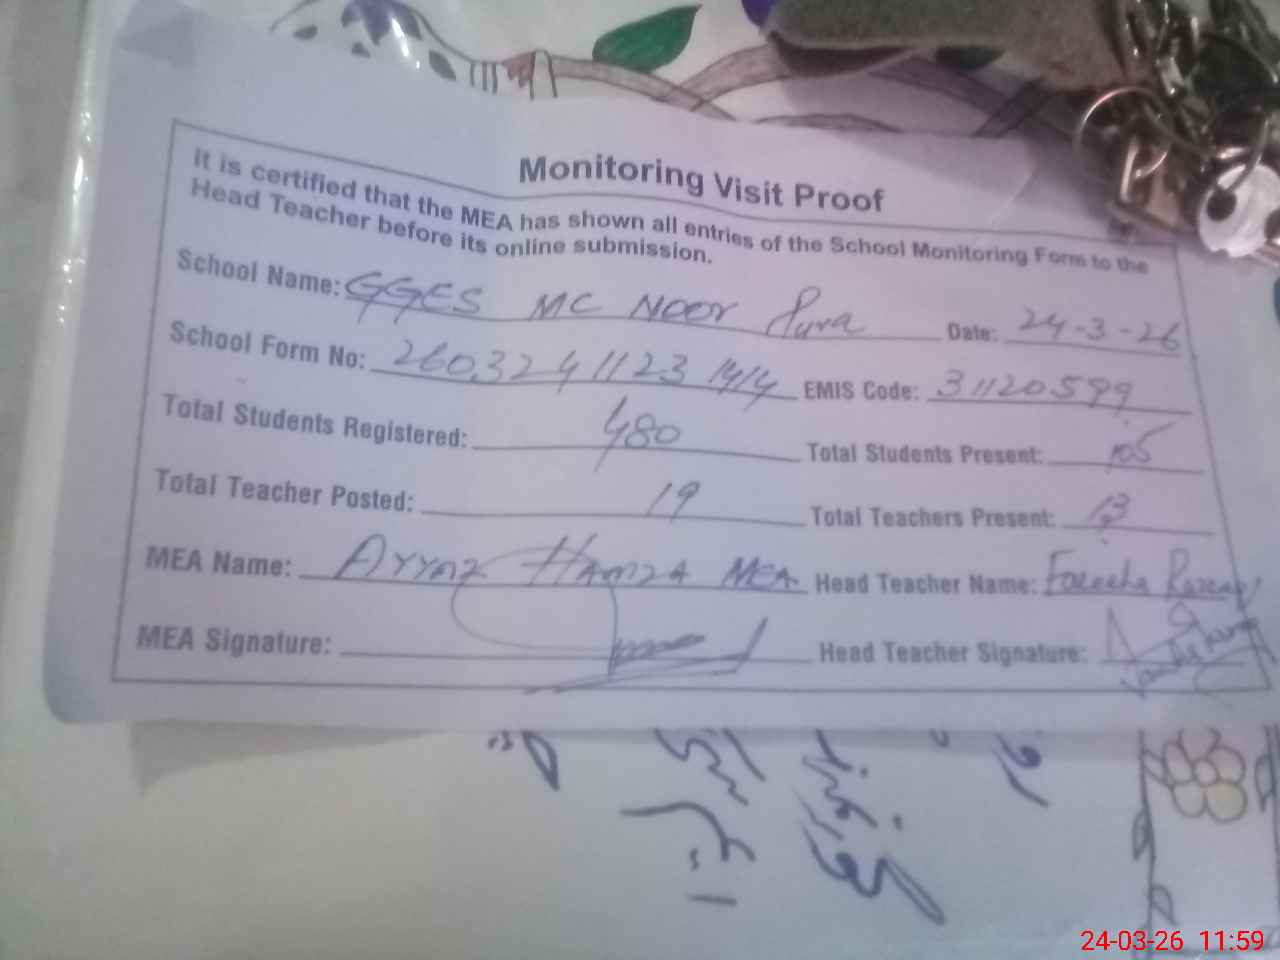 Monitoring Visit Proof
It is certified that the MEA has shown all entries of the School Monitoring Form to the
Head Teacher before its online submission.
School Name: GGES MC Noor Pura Date: 24-3-26
School Form No: 2603241123 1414 EMIS Code: 31120599
Total Students Registered: 480 Total Students Present: 105
Total Teacher Posted: 19 Total Teachers Present: 13
MEA Name: Hamza MEA Head Teacher Name:
MEA Signature: Head Teacher Signature:
24-03-26 11:59